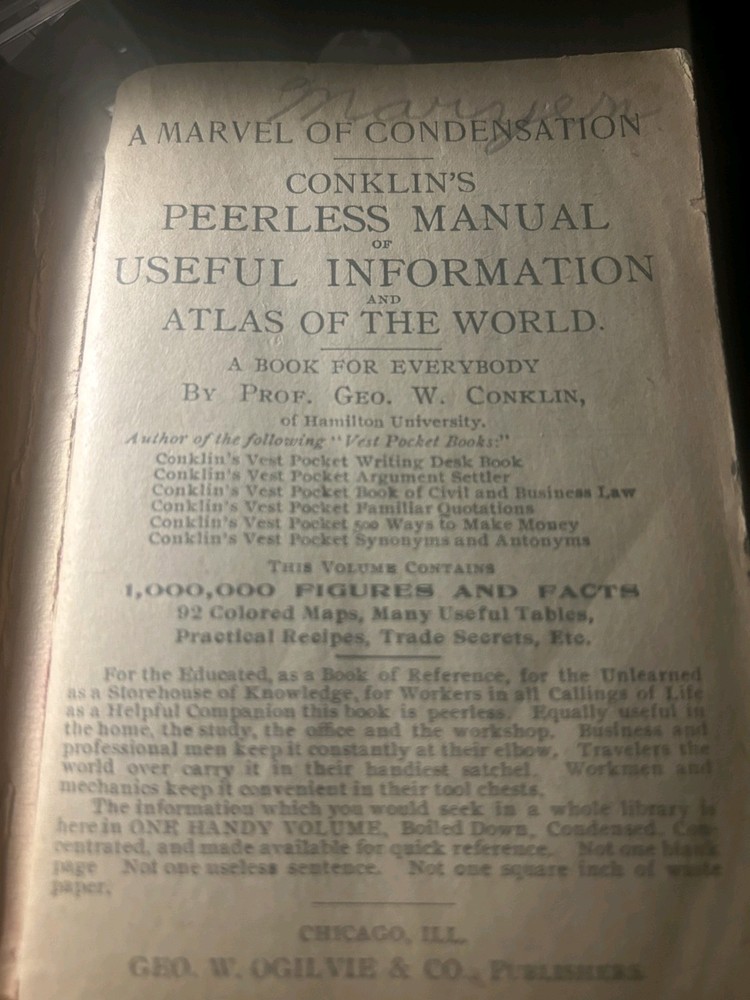 A MARVEL OF CONDENSATION
CONKLIN'S
PEERLESS MANUAL
OF
USEFUL INFORMATION
AND
ATLAS OF THE WORLD.
A BOOK FOR EVERYBODY
BY PROF. GEO. W. CONKLIN,
of Hamilton University.
Author of the following "Vest Pocket Books:"
Conklin's Vest Pocket Writing Desk Book
Conklin's Vest Pocket Argument Settler
Conklin's Vest Pocket Book of Civil and Business Law
Conklin's Vest Pocket Familiar Quotations
Conklin's Vest Pocket 500 Ways to Make Money
Conklin's Vest Pocket Synonyms and Antonyms
THIS VOLUME CONTAINS
1,000,000 FIGURES AND FACTS
92 Colored Maps, Many Useful Tables,
Practical Recipes, Trade Secrets, Etc.
For the Educated, as a Book of Reference, for the Unlearned
as a Storehouse of Knowledge, for Workers in all Callings of Life
as a Helpful Companion this book is peerless. Equally useful in
the home, the study, the office and the workshop. Business and
professional men keep it constantly at their elbow. Travelers the
world over carry it in their handiest satchel. Workmen and
mechanics keep it convenient in their tool chests.
The information which you would seek in a whole library is
here in ONE HANDY VOLUME, Boiled Down, Condensed, Con-
centrated, and made available for quick reference. Not one blank
page Not one useless sentence. Not one square inch of waste
paper.
CHICAGO, ILL.
GEO. W. OGILVIE & CO., PUBLISHERS